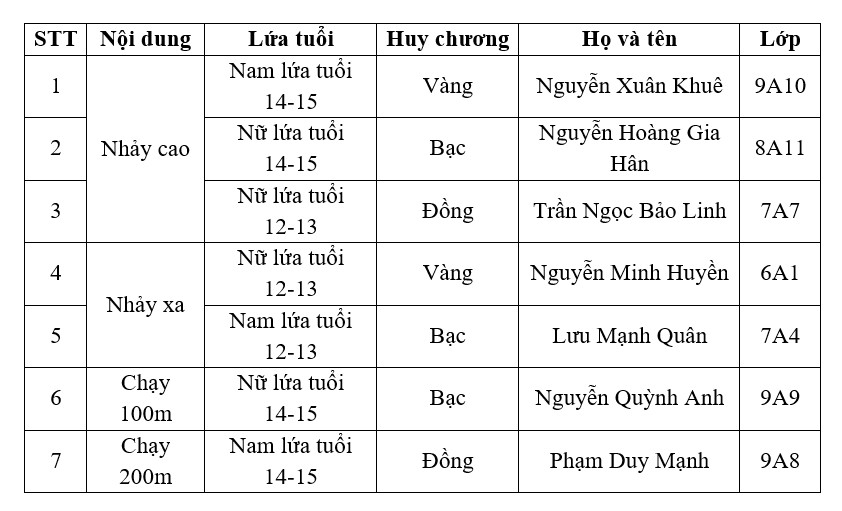 STT Nội dung Lứa tuổi Huy chương Họ và tên Lớp
1 Nhảy cao Nam lứa tuổi 14-15 Vàng Nguyễn Xuân Khuê 9A10
2 Nữ lứa tuổi 14-15 Bạc Nguyễn Hoàng Gia Hân 8A11
3 Nữ lứa tuổi 12-13 Đồng Trần Ngọc Bảo Linh 7A7
4 Nhảy xa Nữ lứa tuổi 12-13 Vàng Nguyễn Minh Huyền 6A1
5 Nam lứa tuổi 12-13 Bạc Lưu Mạnh Quân 7A4
6 Chạy 100m Nữ lứa tuổi 14-15 Bạc Nguyễn Quỳnh Anh 9A9
7 Chạy 200m Nam lứa tuổi 14-15 Đồng Phạm Duy Mạnh 9A8